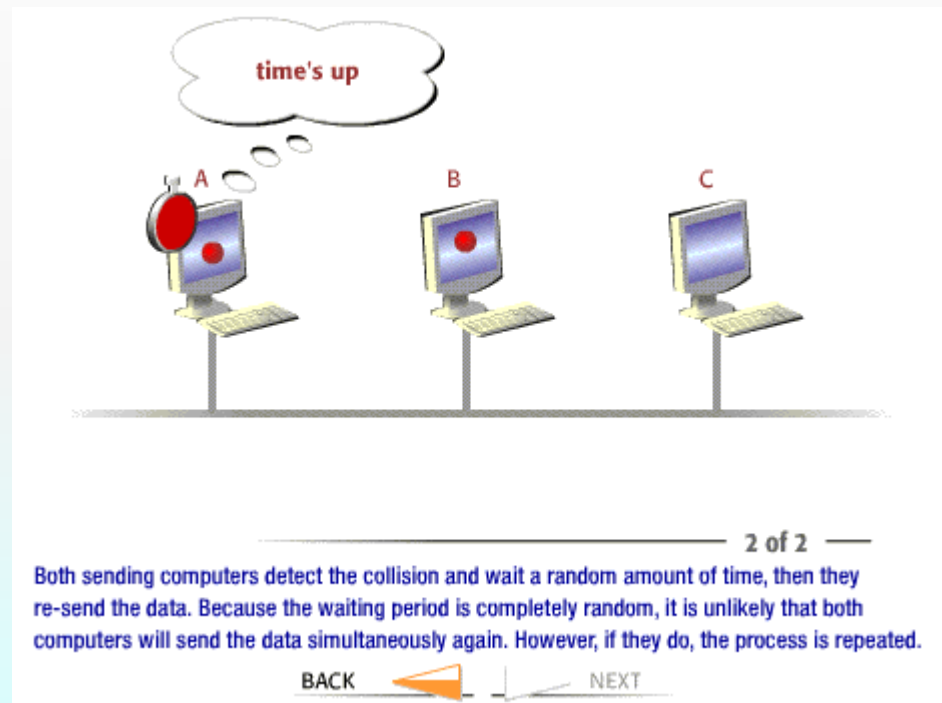 time's up
A
B
C
2 of 2
Both sending computers detect the collision and wait a random amount of time, then they
re-send the data. Because the waiting period is completely random, it is unlikely that both
computers will send the data simultaneously again. However, if they do, the process is repeated.
BACK
NEXT